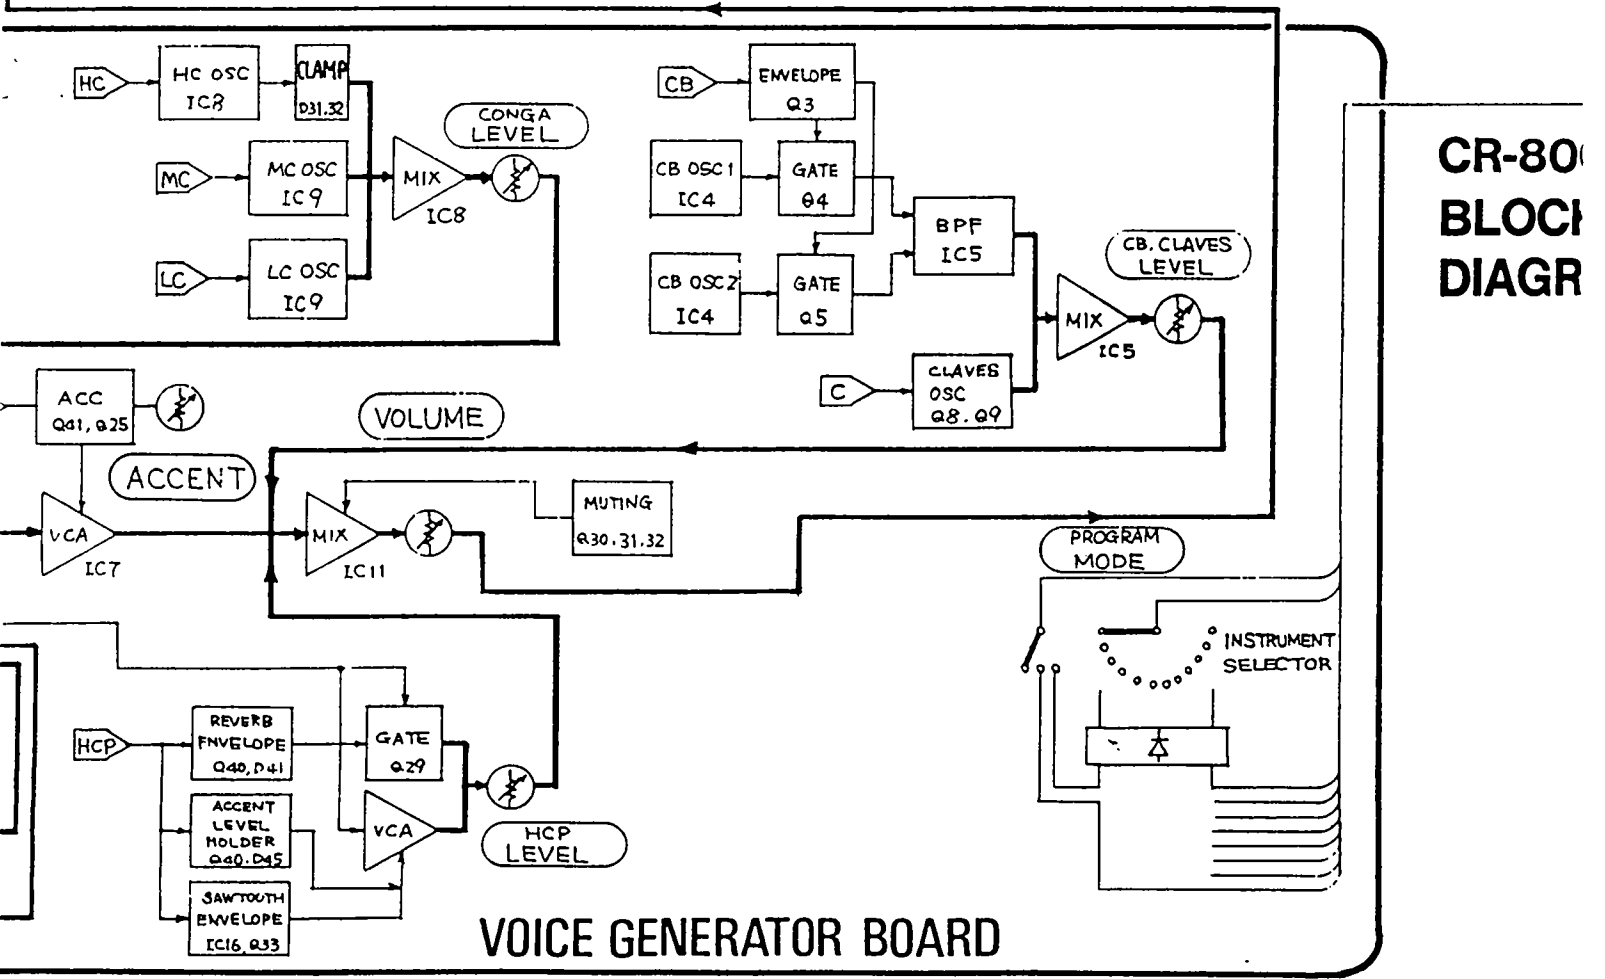 HC
HC OSC
IC8
CLAMP
D31.32
CONGA
LEVEL
MC
MC OSC
IC9
MIX
IC8
LC
LC OSC
IC9
CB
ENVELOPE
Q3
CB OSC1
IC4
GATE
Q4
CB OSC2
IC4
GATE
Q5
BPF
IC5
CB. CLAVES
LEVEL
MIX
IC5
C
CLAVES
OSC
Q8. Q9
CR-80
BLOCK
DIAGR
ACC
Q41, Q25
VOLUME
ACCENT
VCA
IC7
MIX
IC11
MUTING
Q30.31.32
PROGRAM
MODE
INSTRUMENT
SELECTOR
HCP
REVERB
ENVELOPE
Q40, D41
GATE
Q29
ACCENT
LEVEL
HOLDER
Q40.D45
VCA
HCP
LEVEL
SAWTOOTH
ENVELOPE
IC16, Q33
VOICE GENERATOR BOARD